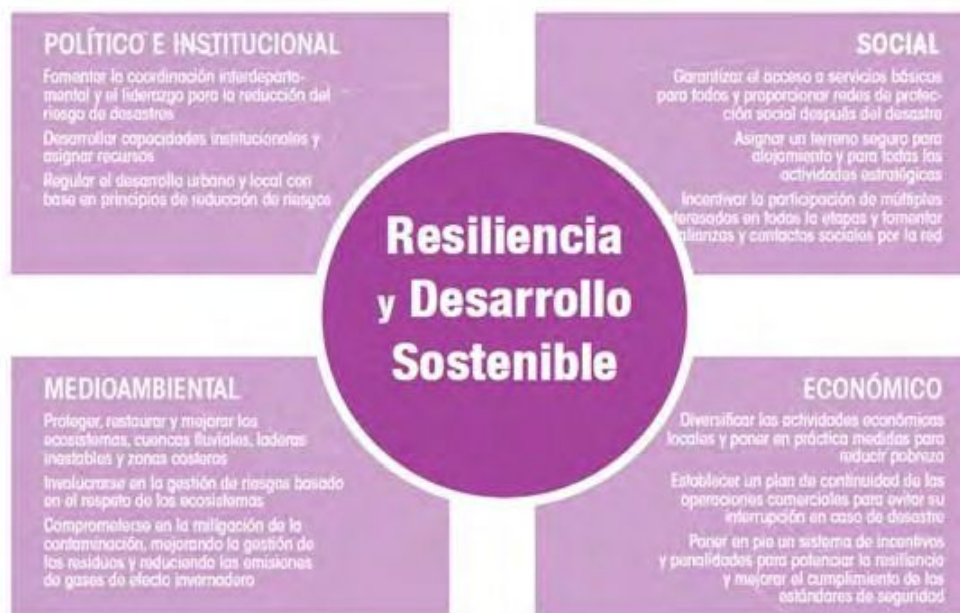 POLÍTICO E INSTITUCIONAL
Fomentar la coordinación interdeparta-
mental y el liderazgo para la reducción del
riesgo de desastres
Desarrollar capacidades institucionales y
asignar recursos
Regular el desarrollo urbano y local con
base en principios de reducción de riesgos
SOCIAL
Garantizar el acceso a servicios básicos
para todos y proporcionar redes de protec-
ción social después del desastre
Asignar un terreno seguro para
alojamiento y para todas las
actividades estratégicas
Incentivar la participación de múltiples
interesados en todas la etapas y fomentar
alianzas y contactos sociales por la red
Resiliencia
y Desarrollo
Sostenible
MEDIOAMBIENTAL
Proteger, restaurar y mejorar los
ecosistemas, cuencas fluviales, laderas
inestables y zonas costeras
Involucrarse en la gestión de riesgos basado
en el respeto de los ecosistemas
Comprometerse en la mitigación de la
contaminación, mejorando la gestión de
los residuos y reduciendo las emisiones
de gases de efecto invernadero
ECONÓMICO
Diversificar las actividades económicas
locales y poner en práctica medidas para
reducir pobreza
Establecer un plan de continuidad de las
operaciones comerciales para evitar su
interrupción en caso de desastre
Poner en pie un sistema de incentivos
y penalidades para potenciar la resiliencia
y mejorar el cumplimiento de los
estándares de seguridad